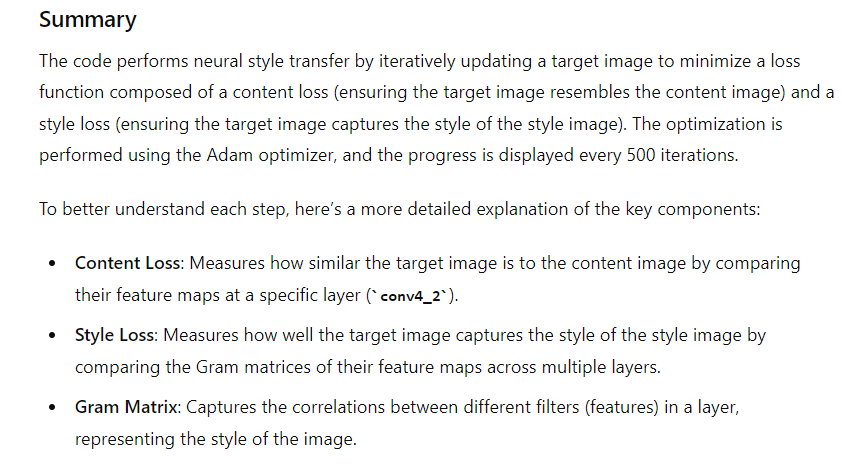 Summary
The code performs neural style transfer by iteratively updating a target image to minimize a loss
function composed of a content loss (ensuring the target image resembles the content image) and a
style loss (ensuring the target image captures the style of the style image). The optimization is
performed using the Adam optimizer, and the progress is displayed every 500 iterations.
To better understand each step, here's a more detailed explanation of the key components:
• Content Loss: Measures how similar the target image is to the content image by comparing
their feature maps at a specific layer (`conv4_2`).
• Style Loss: Measures how well the target image captures the style of the style image by
comparing the Gram matrices of their feature maps across multiple layers.
• Gram Matrix: Captures the correlations between different filters (features) in a layer,
representing the style of the image.